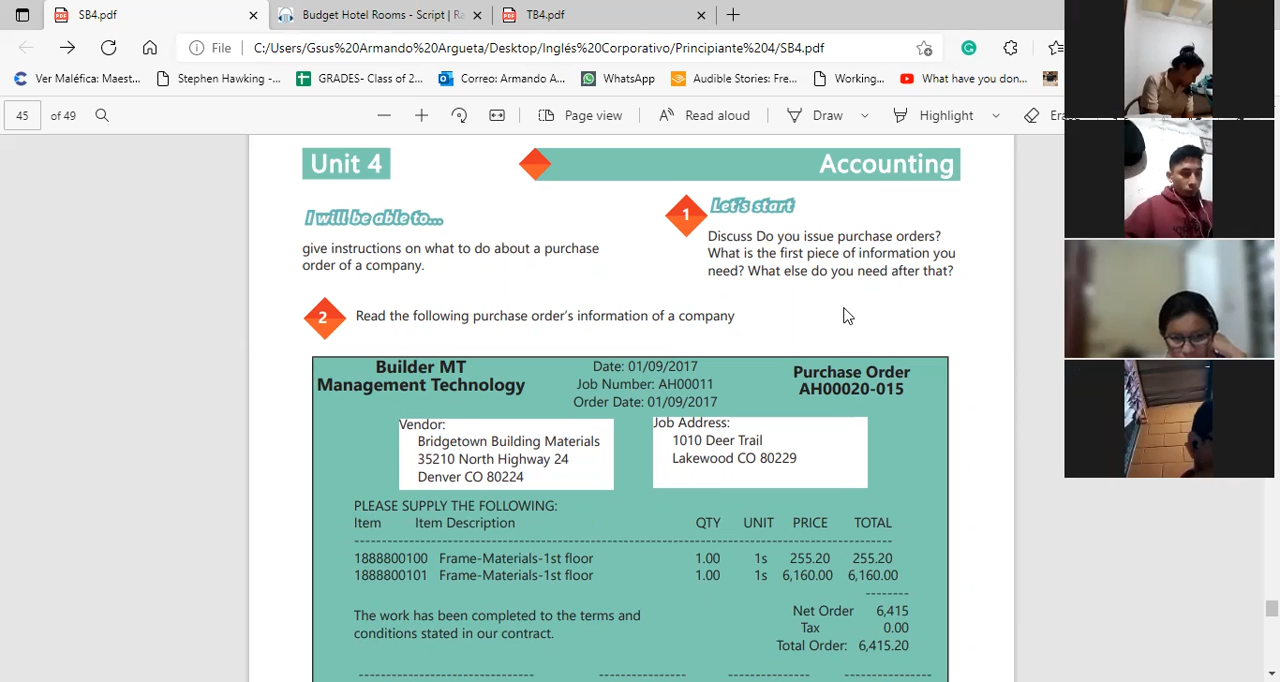 SB4.pdf
Budget Hotel Rooms - Script | Ra
TB4.pdf
File C:/Users/Gsus%20Armando%20Argueta/Desktop/Inglés%20Corporativo/Principiante%204/SB4.pdf
Ver Maléfica: Maest...
Stephen Hawking -...
GRADES- Class of 2...
Correo: Armando A...
WhatsApp
Audible Stories: Fre...
Working...
What have you don...
45 of 49
Page view
Read aloud
Draw
Highlight
Era
Unit 4
Accounting
I will be able to...
give instructions on what to do about a purchase
order of a company.
1 Let's start
Discuss Do you issue purchase orders?
What is the first piece of information you
need? What else do you need after that?
2 Read the following purchase order's information of a company
Builder MT
Management Technology
Date: 01/09/2017
Job Number: AH00011
Order Date: 01/09/2017
Purchase Order
AH00020-015
Vendor:
Bridgetown Building Materials
35210 North Highway 24
Denver CO 80224
Job Address:
1010 Deer Trail
Lakewood CO 80229
PLEASE SUPPLY THE FOLLOWING:
Item Item Description QTY UNIT PRICE TOTAL
1888800100 Frame-Materials-1st floor 1.00 1s 255.20 255.20
1888800101 Frame-Materials-1st floor 1.00 1s 6,160.00 6,160.00
The work has been completed to the terms and
conditions stated in our contract.
Net Order 6,415
Tax 0.00
Total Order: 6,415.20